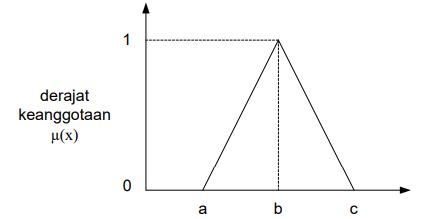 1
derajat
keanggotaan
μ(x)
0
a b c